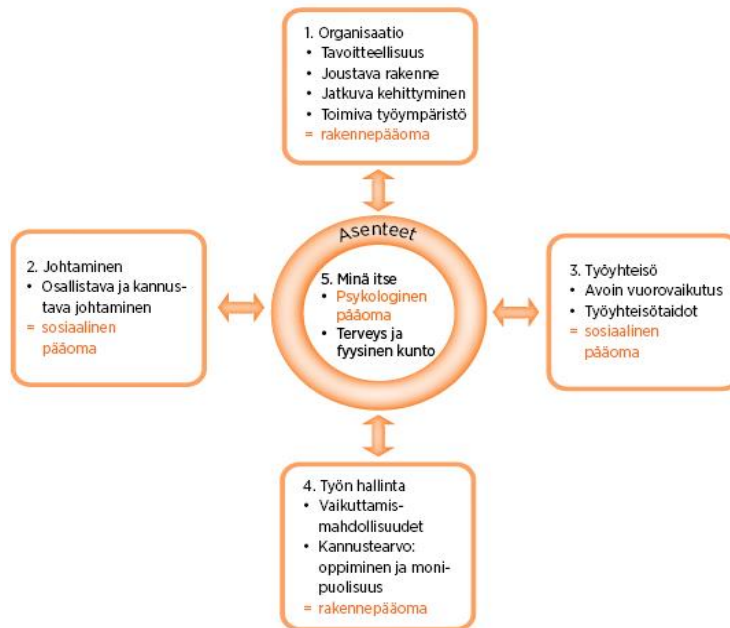 1. Organisaatio
• Tavoitteellisuus
• Joustava rakenne
• Jatkuva kehittyminen
• Toimiva työympäristö
= rakennepääoma
Asenteet
2. Johtaminen
• Osallistava ja kannus-
tava johtaminen
= sosiaalinen
pääoma
5. Minä itse
• Psykologinen
pääoma
• Terveys ja
fyysinen kunto
3. Työyhteisö
• Avoin vuorovaikutus
• Työyhteisötaidot
= sosiaalinen
pääoma
4. Työn hallinta
• Vaikuttamis-
mahdollisuudet
• Kannustearvo:
oppiminen ja moni-
puolisuus
= rakennepääoma